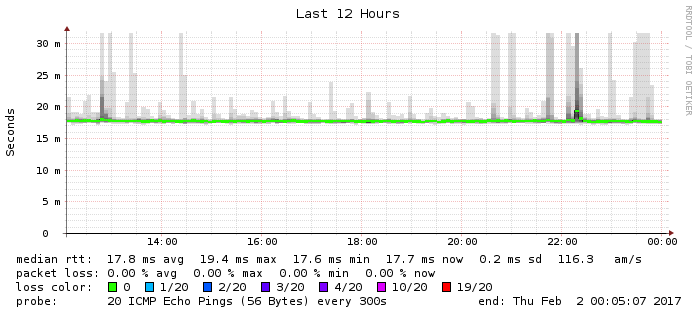 Last 12 Hours
RRDTOOL / TOBI OETIKER
Seconds
30 m
25 m
20 m
15 m
10 m
5 m
0
14:00 16:00 18:00 20:00 22:00 00:00
median rtt: 17.8 ms avg 19.4 ms max 17.6 ms min 17.7 ms now 0.2 ms sd 116.3 am/s
packet loss: 0.00 % avg 0.00 % max 0.00 % min 0.00 % now
loss color: 0 1/20 2/20 3/20 4/20 10/20 19/20
probe: 20 ICMP Echo Pings (56 Bytes) every 300s end: Thu Feb 2 00:05:07 2017